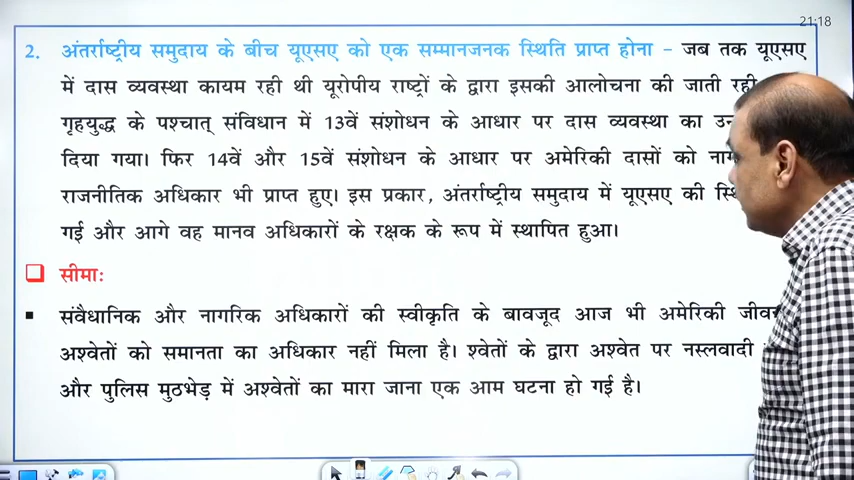 21:18
2. अंतर्राष्ट्रीय समुदाय के बीच यूएसए को एक सम्मानजनक स्थिति प्राप्त होना – जब तक यूएसए
में दास व्यवस्था कायम रही थी यूरोपीय राष्ट्रों के द्वारा इसकी आलोचना की जाती रही
गृहयुद्ध के पश्चात् संविधान में 13वें संशोधन के आधार पर दास व्यवस्था का
दिया गया। फिर 14वें और 15वें संशोधन के आधार पर अमेरिकी दासों को
राजनीतिक अधिकार भी प्राप्त हुए। इस प्रकार, अंतर्राष्ट्रीय समुदाय में यूएसए की
गई और आगे वह मानव अधिकारों के रक्षक के रूप में स्थापित हुआ।
सीमाः
संवैधानिक और नागरिक अधिकारों की स्वीकृति के बावजूद आज भी अमेरिकी
अश्वेतों को समानता का अधिकार नहीं मिला है। श्वेतों के द्वारा अश्वेत पर नस्लवादी
और पुलिस मुठभेड़ में अश्वेतों का मारा जाना एक आम घटना हो गई है।